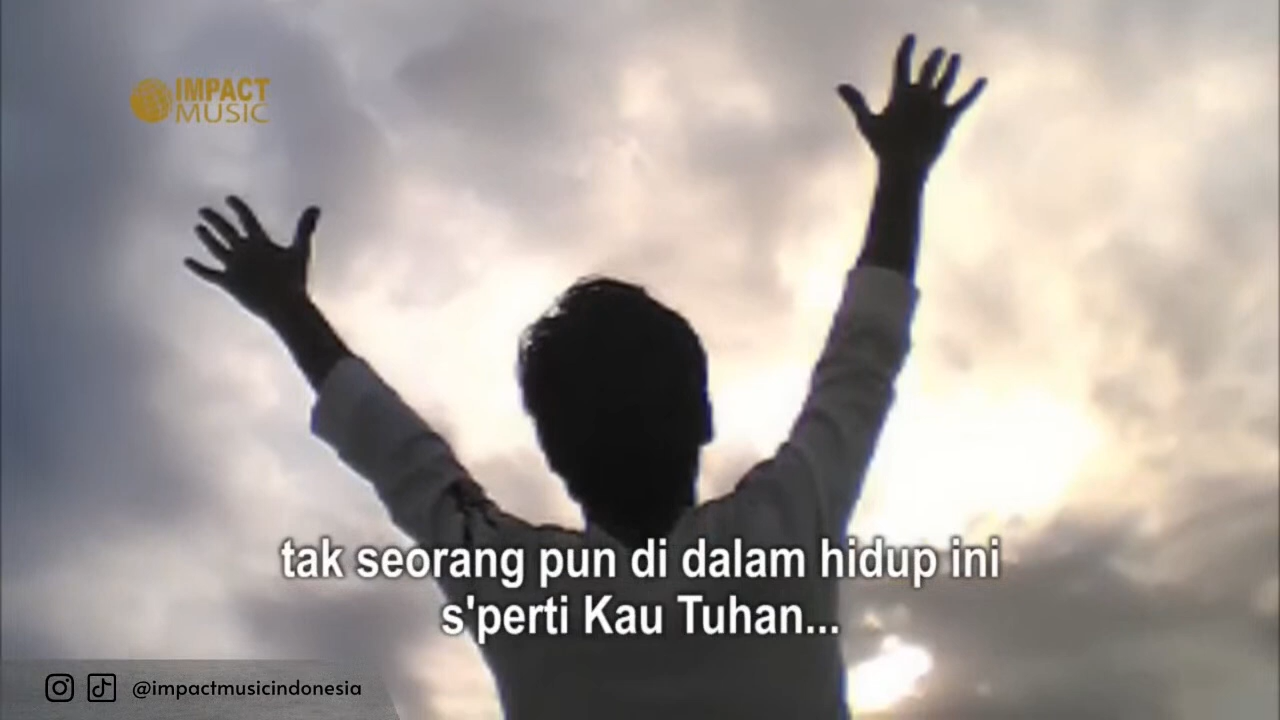 IMPACT
MUSIC
tak seorang pun di dalam hidup ini
s'perti Kau Tuhan...
@impactmusicindonesia